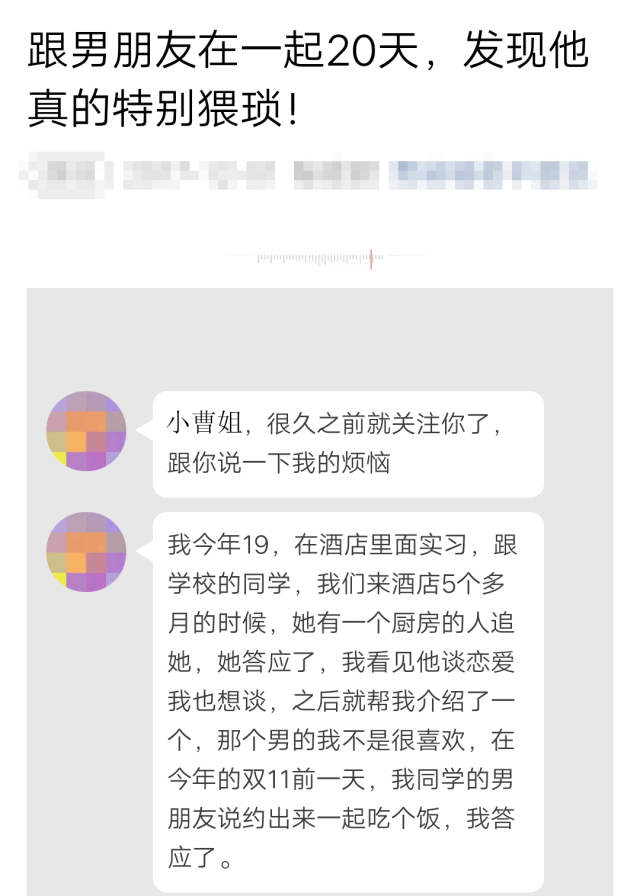 跟男朋友在一起20天，发现他
真的特别猥琐！
小曹姐，很久之前就关注你了，
跟你说一下我的烦恼
我今年19，在酒店里面实习，跟
学校的同学，我们来酒店5个多
月的时候，她有一个厨房的人追
她，她答应了，我看见他谈恋爱
我也想谈，之后就帮我介绍了一
个，那个男的我不是很喜欢，在
今年的双11前一天，我同学的男
朋友说约出来一起吃个饭，我答
应了。